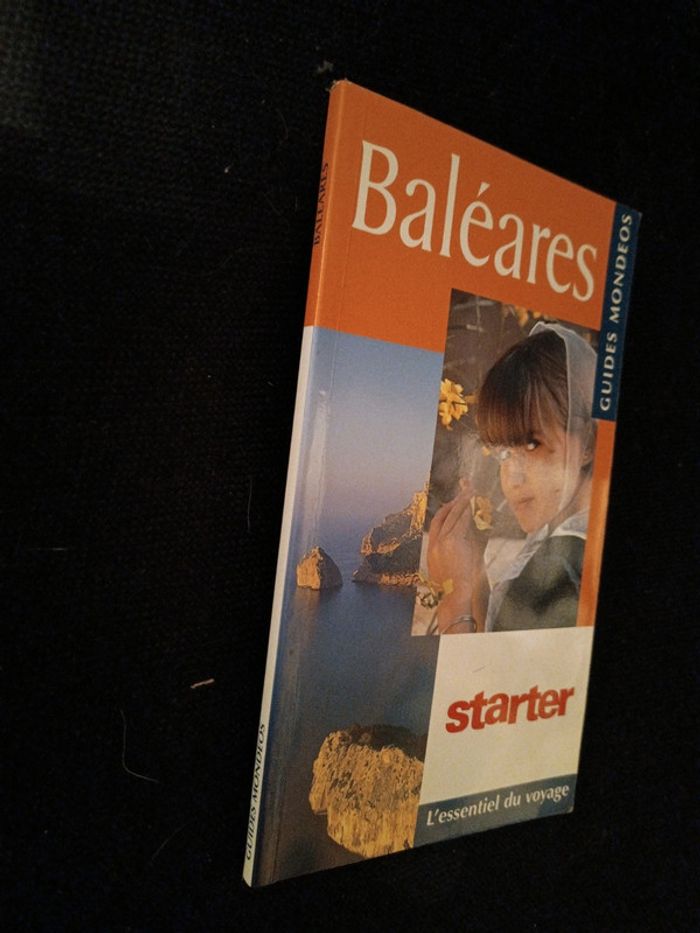 Baléares
GUIDES MONDEOS
starter
L'essentiel du voyage
BALÉARES
GUIDES MONDEOS